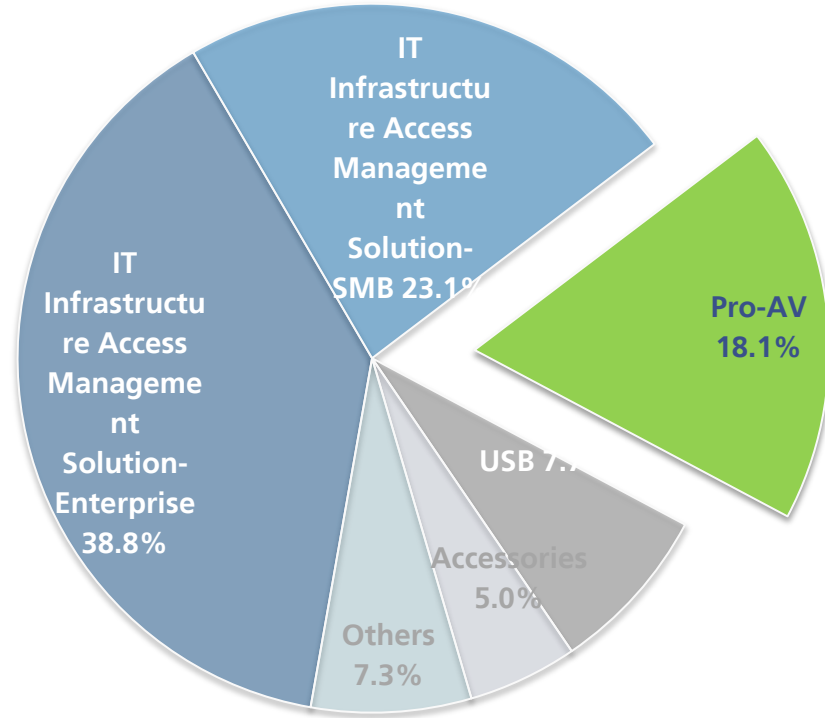 IT
Infrastructu
re Access
Manageme
nt
Solution-
SMB 23.1%
Pro-AV
18.1%
IT
Infrastructu
re Access
Manageme
nt
Solution-
Enterprise
38.8%
USB
Accessories
5.0%
Others
7.3%